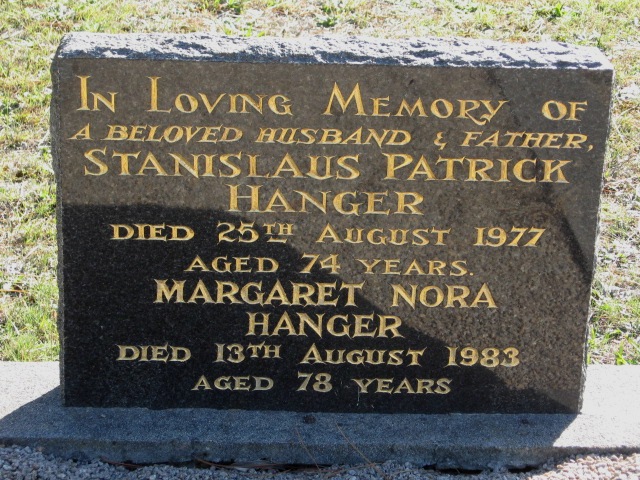 In Loving Memory of
a beloved husband & father,
Stanislaus Patrick
Hanger
died 25th August 1977
aged 74 years.
Margaret Nora
Hanger
died 13th August 1983
aged 78 years